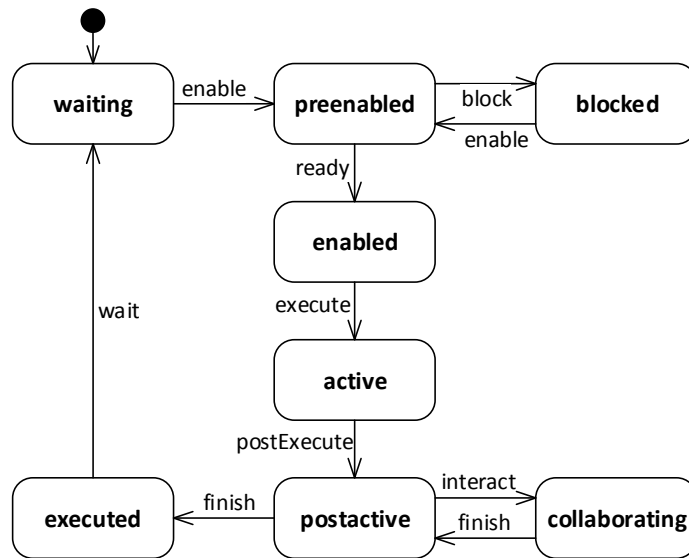 waiting
enable
preenabled
block
blocked
enable
ready
enabled
execute
wait
active
postExecute
executed
finish
postactive
interact
finish
collaborating